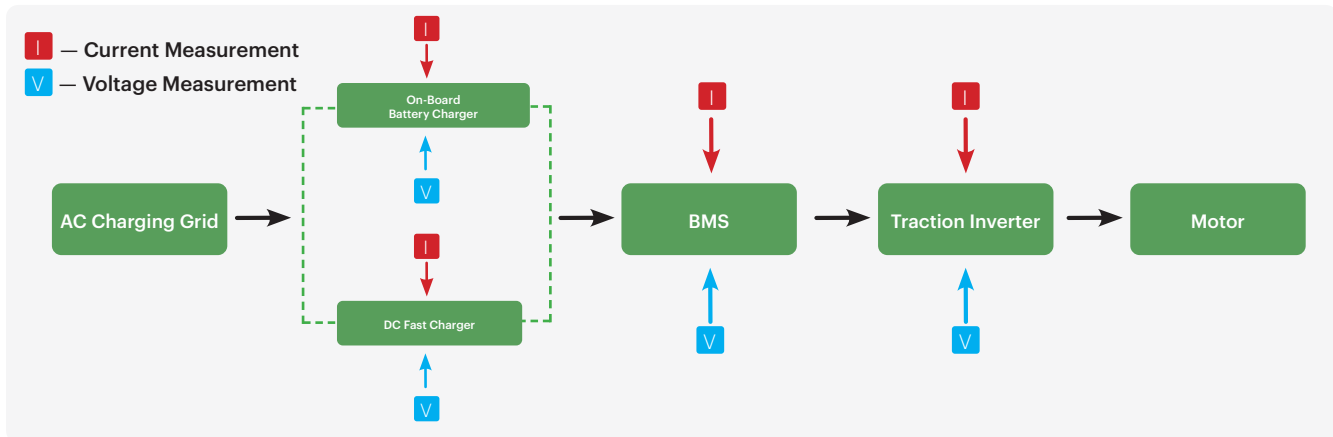 I
I — Current Measurement
V — Voltage Measurement
On-Board
Battery Charger
I
I
V
AC Charging Grid
BMS
Traction Inverter
Motor
I
DC Fast Charger
V
V
V